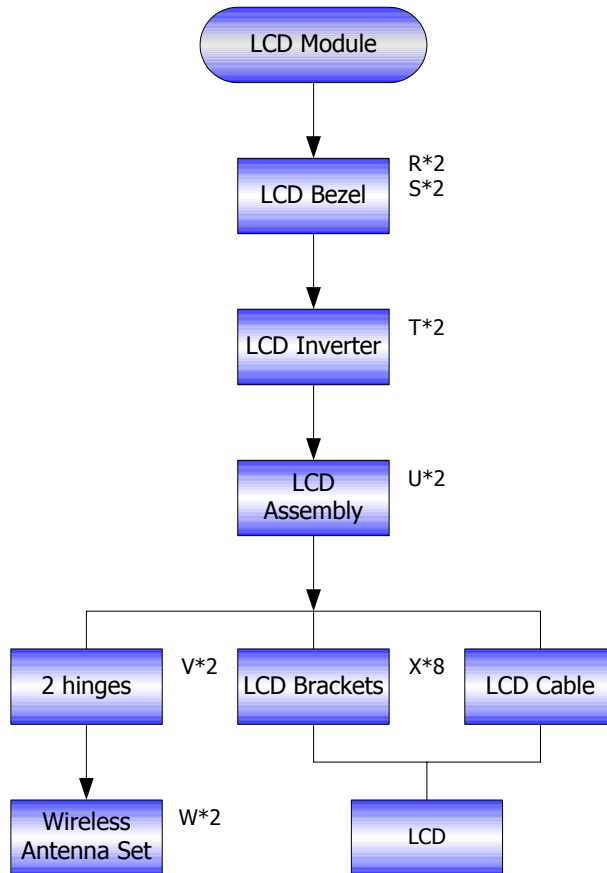 LCD Module
LCD Bezel
R*2
S*2
LCD Inverter
T*2
LCD
Assembly
U*2
2 hinges
V*2
LCD Brackets
X*8
LCD Cable
Wireless
Antenna Set
W*2
LCD